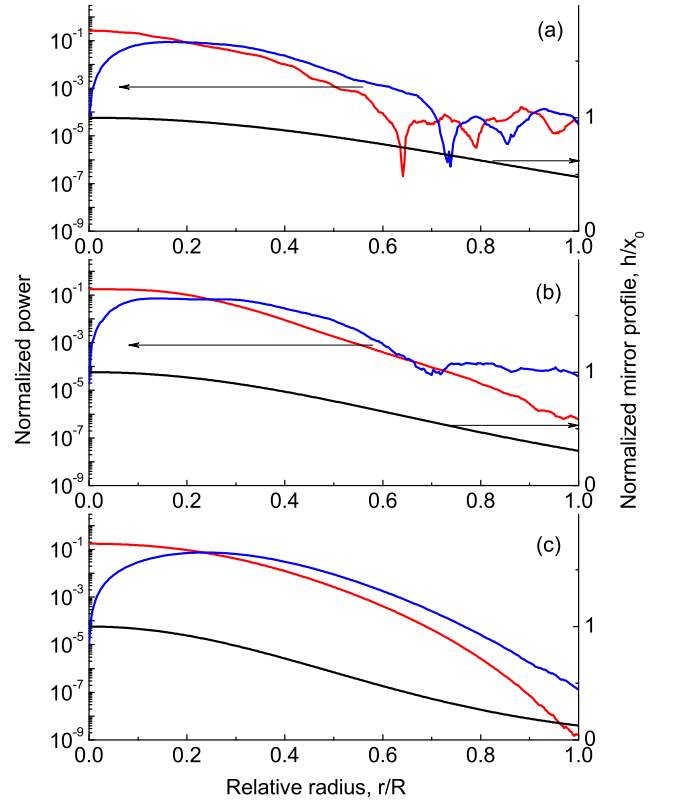 (a)
10⁻¹
10⁻³
10⁻⁵
10⁻⁷
10⁻⁹
1
0
0.0 0.2 0.4 0.6 0.8 1.0
(b)
10⁻¹
10⁻³
10⁻⁵
10⁻⁷
10⁻⁹
1
0
0.0 0.2 0.4 0.6 0.8 1.0
(c)
10⁻¹
10⁻³
10⁻⁵
10⁻⁷
10⁻⁹
1
0
0.0 0.2 0.4 0.6 0.8 1.0
Normalized power
Normalized mirror profile, h/x₀
Relative radius, r/R